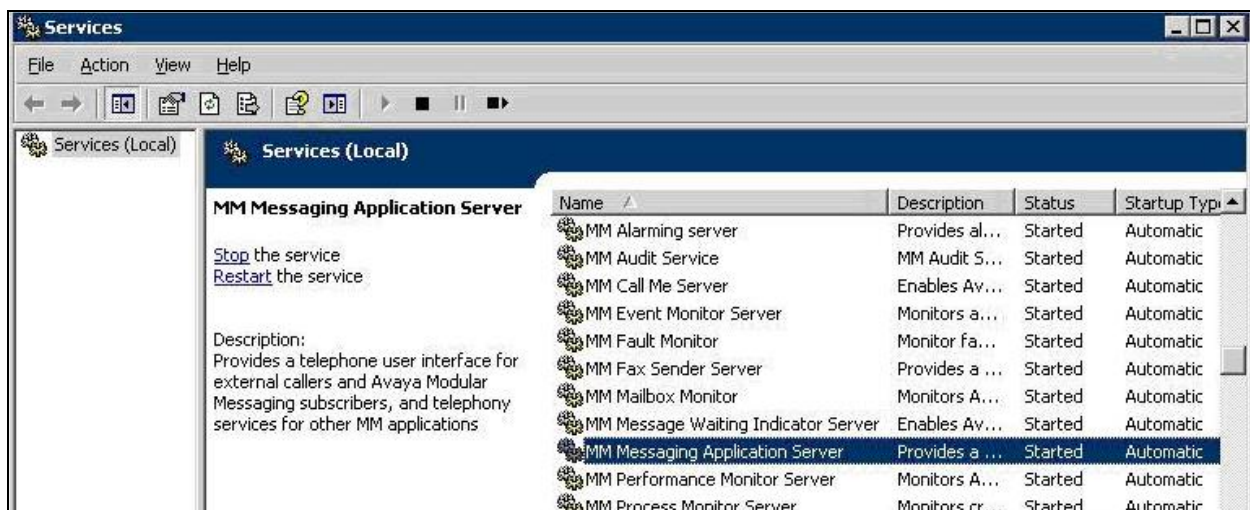 Services
File Action View Help
Services (Local)
Services (Local)
MM Messaging Application Server
Stop the service
Restart the service
Description:
Provides a telephone user interface for
external callers and Avaya Modular
Messaging subscribers, and telephony
services for other MM applications
Name Description Status Startup Type
MM Alarming server Provides al... Started Automatic
MM Audit Service MM Audit S... Started Automatic
MM Call Me Server Enables Av... Started Automatic
MM Event Monitor Server Monitors a... Started Automatic
MM Fault Monitor Monitor fa... Started Automatic
MM Fax Sender Server Provides a ... Started Automatic
MM Mailbox Monitor Monitors A... Started Automatic
MM Message Waiting Indicator Server Enables Av... Started Automatic
MM Messaging Application Server Provides a ... Started Automatic
MM Performance Monitor Server Monitors A... Started Automatic
MM Process Monitor Server Monitors cr... Started Automatic